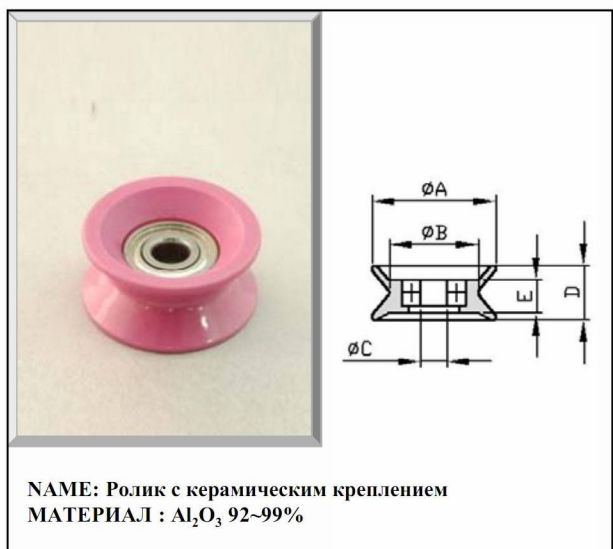 ØA
ØB
E
D
ØC
NAME: Ролик с керамическим креплением
МАТЕРИАЛ : Al₂O₃ 92~99%